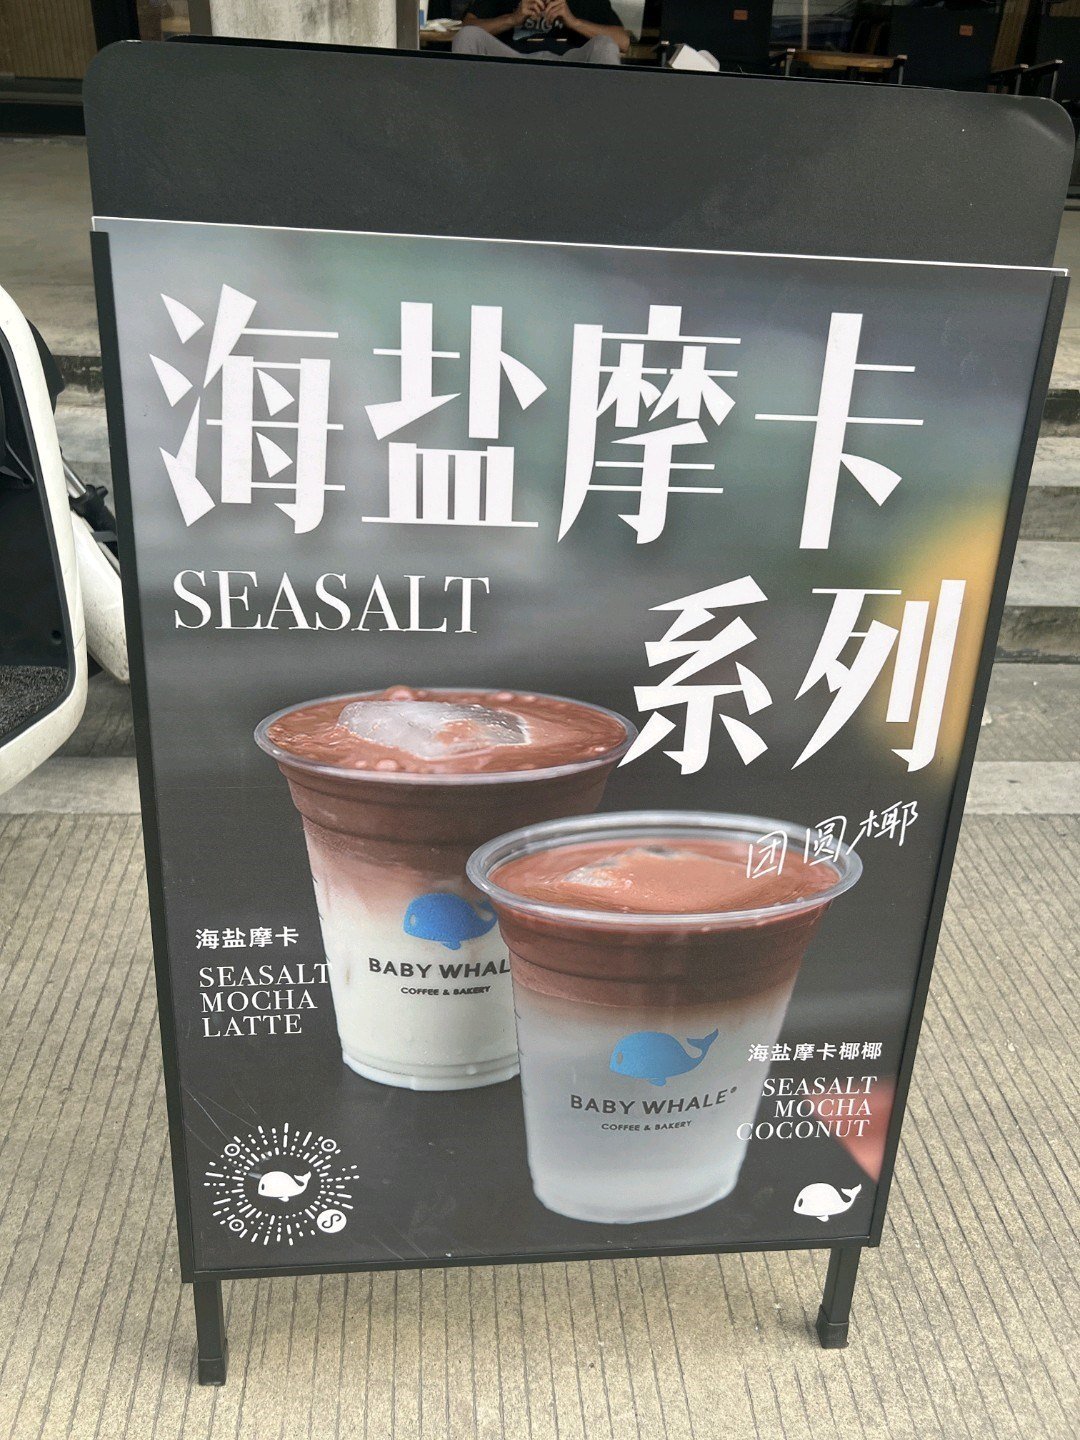 海盐摩卡
SEASALT
系列
团圆椰
海盐摩卡
SEASALT
MOCHA
LATTE
BABY WHAL
COFFEE & BAKERY
BABY WHALE®
COFFEE & BAKERY
海盐摩卡椰椰
SEASALT
MOCHA
COCONUT